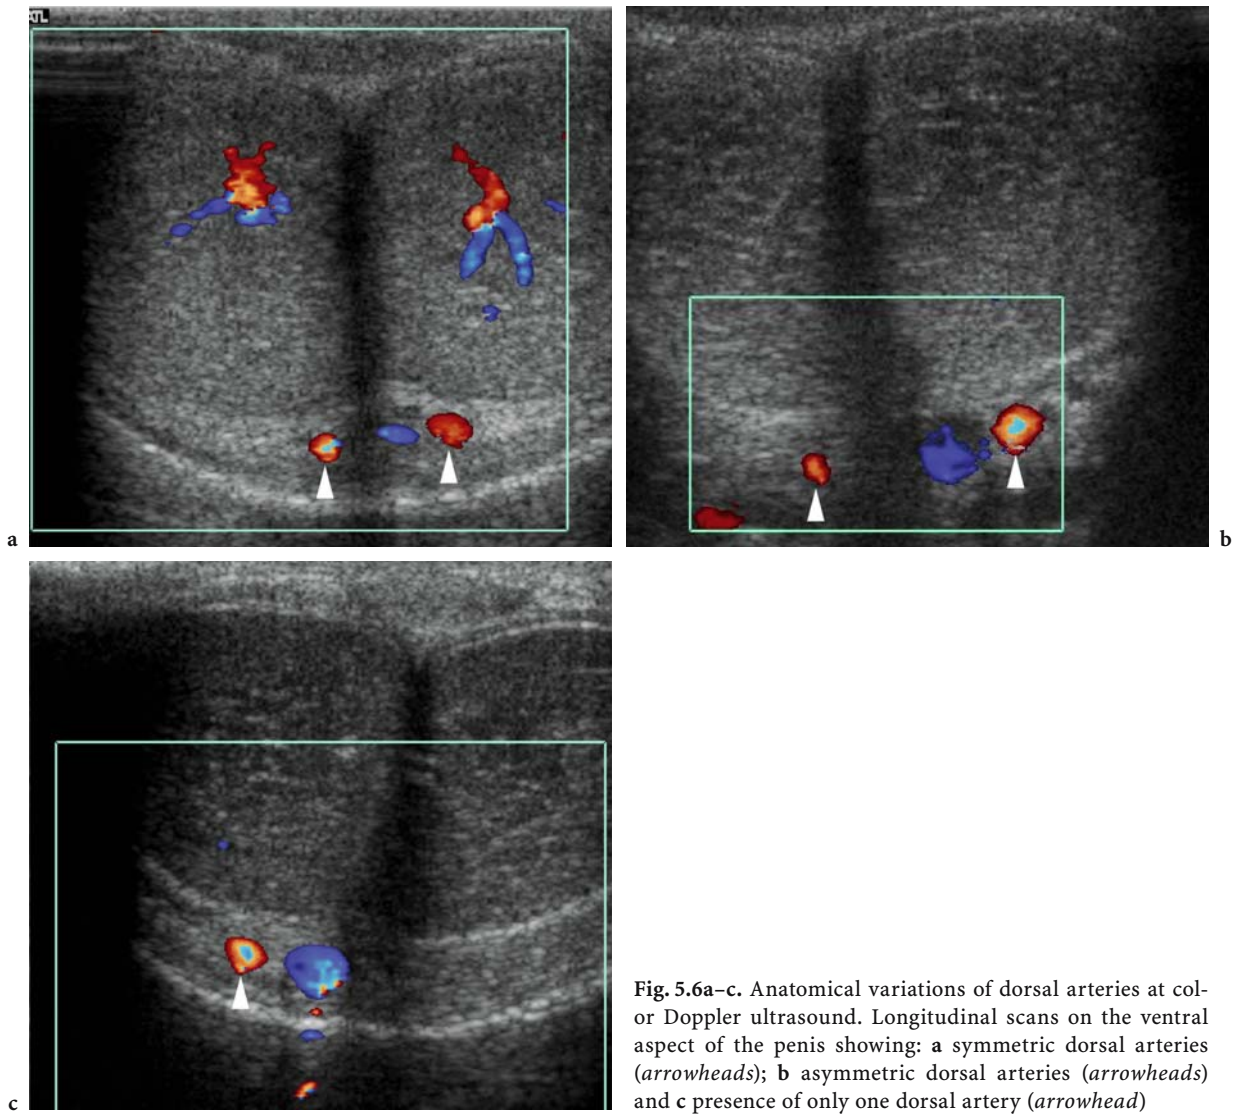 ATL
a
b
c
Fig. 5.6a–c. Anatomical variations of dorsal arteries at col-
or Doppler ultrasound. Longitudinal scans on the ventral
aspect of the penis showing: a symmetric dorsal arteries
(arrowheads); b asymmetric dorsal arteries (arrowheads)
and c presence of only one dorsal artery (arrowhead)